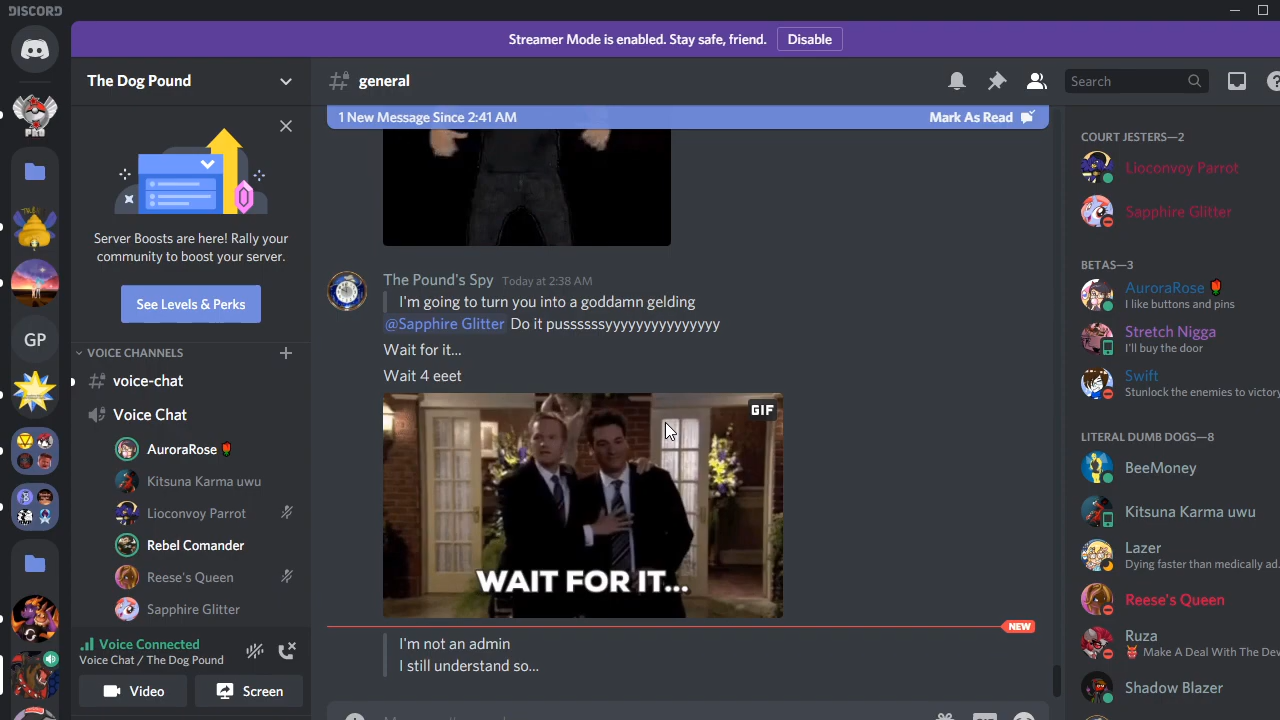 DISCORD
Streamer Mode is enabled. Stay safe, friend.
Disable
The Dog Pound
general
Search
1 New Message Since 2:41 AM
Mark As Read
Server Boosts are here! Rally your
community to boost your server.
See Levels & Perks
GP
VOICE CHANNELS
voice-chat
Voice Chat
AuroraRose
Kitsuna Karma uwu
Lioconvoy Parrot
Rebel Comander
Reese's Queen
Sapphire Glitter
Voice Connected
Voice Chat / The Dog Pound
Video
Screen
The Pound's Spy Today at 2:38 AM
I'm going to turn you into a goddamn gelding
@Sapphire Glitter Do it pussssssyyyyyyyyyyyyyyy
Wait for it...
Wait 4 eeet
GIF
WAIT FOR IT...
NEW
I'm not an admin
I still understand so...
COURT JESTERS—2
Lioconvoy Parrot
Sapphire Glitter
BETAS—3
AuroraRose
I like buttons and pins
Stretch Nigga
I'll buy the door
Swift
Stunlock the enemies to victory
LITERAL DUMB DOGS—8
BeeMoney
Kitsuna Karma uwu
Lazer
Dying faster than medically ad.
Reese's Queen
Ruza
Make A Deal With The Dev
Shadow Blazer